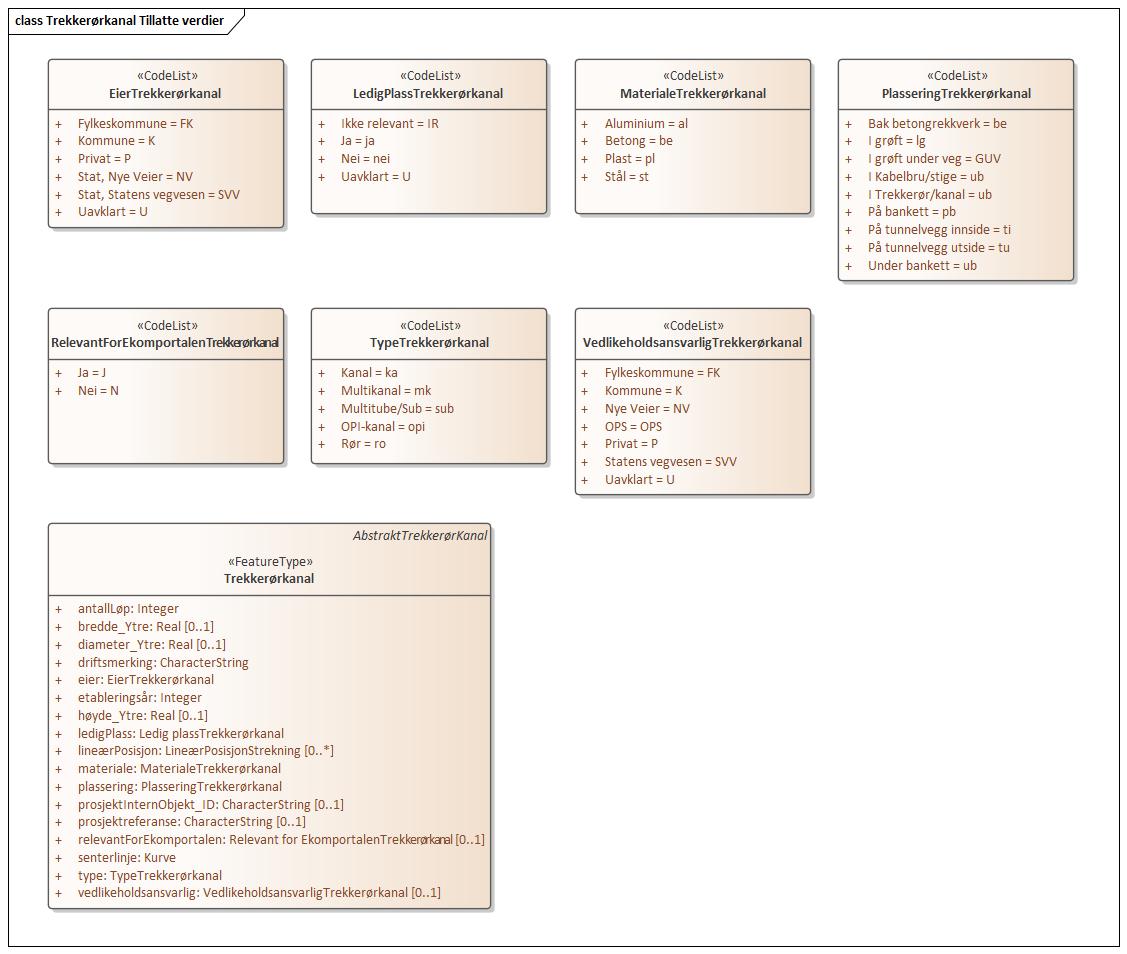 class Trekkerørkanal Tillatte verdier
«CodeList»
EierTrekkerørkanal
+ Fylkeskommune = FK
+ Kommune = K
+ Privat = P
+ Stat, Nye Veier = NV
+ Stat, Statens vegvesen = SVV
+ Uavklart = U
«CodeList»
LedigPlassTrekkerørkanal
+ Ikke relevant = IR
+ Ja = ja
+ Nei = nei
+ Uavklart = U
«CodeList»
MaterialeTrekkerørkanal
+ Aluminium = al
+ Betong = be
+ Plast = pl
+ Stål = st
«CodeList»
PlasseringTrekkerørkanal
+ Bak betongrekkverk = be
+ I grøft = lg
+ I grøft under veg = GUV
+ I Kabelbru/stige = ub
+ I Trekkerør/kanal = ub
+ På bankett = pb
+ På tunnelvegg innside = ti
+ På tunnelvegg utside = tu
+ Under bankett = ub
«CodeList»
RelevantForEkomportalenTrekkerørkanal
+ Ja = J
+ Nei = N
«CodeList»
TypeTrekkerørkanal
+ Kanal = ka
+ Multikanal = mk
+ Multitube/Sub = sub
+ OPI-kanal = opi
+ Rør = ro
«CodeList»
VedlikeholdsansvarligTrekkerørkanal
+ Fylkeskommune = FK
+ Kommune = K
+ Nye Veier = NV
+ OPS = OPS
+ Privat = P
+ Statens vegvesen = SVV
+ Uavklart = U
AbstraktTrekkerørKanal
«FeatureType»
Trekkerørkanal
+ antallLøp: Integer
+ bredde_Ytre: Real [0..1]
+ diameter_Ytre: Real [0..1]
+ driftsmerking: CharacterString
+ eier: EierTrekkerørkanal
+ etableringsår: Integer
+ høyde_Ytre: Real [0..1]
+ ledigPlass: Ledig plassTrekkerørkanal
+ lineærPosisjon: LineærPosisjonStrekning [0..*]
+ materiale: MaterialeTrekkerørkanal
+ plassering: PlasseringTrekkerørkanal
+ prosjektInternObjekt_ID: CharacterString [0..1]
+ prosjektreferanse: CharacterString [0..1]
+ relevantForEkomportalen: Relevant for EkomportalenTrekkerørkanal [0..1]
+ senterlinje: Kurve
+ type: TypeTrekkerørkanal
+ vedlikeholdsansvarlig: VedlikeholdsansvarligTrekkerørkanal [0..1]